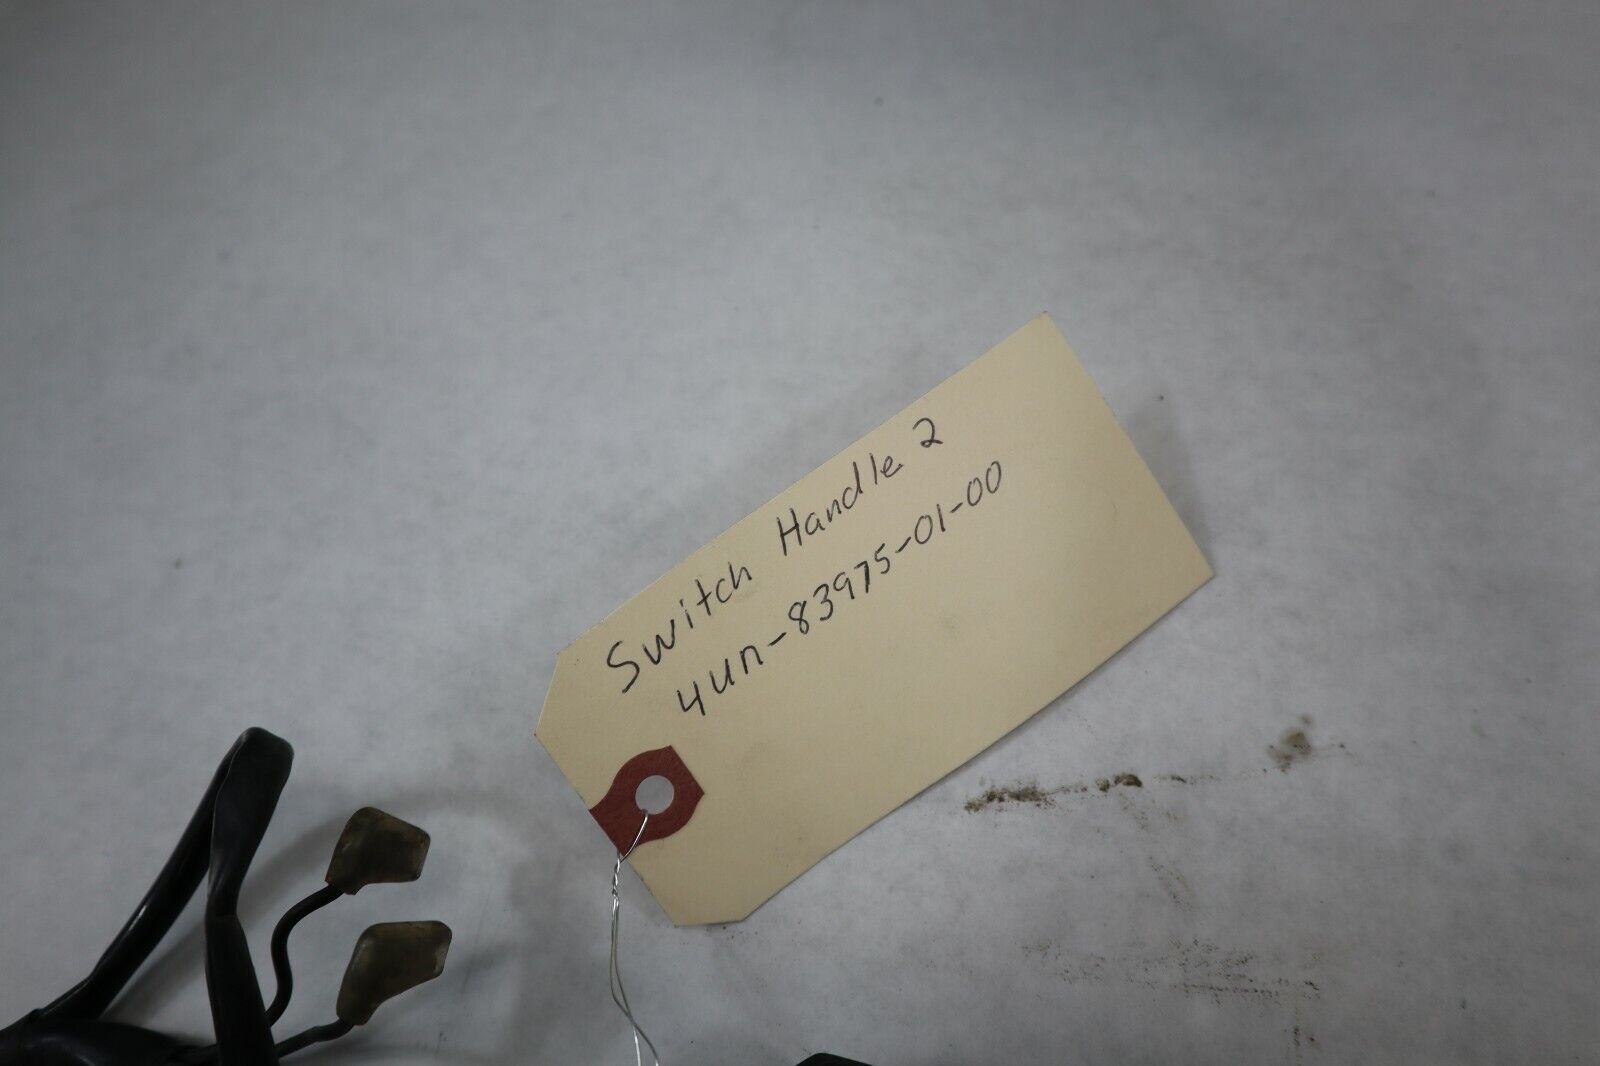 Switch Handle 2
4un-83975-01-00